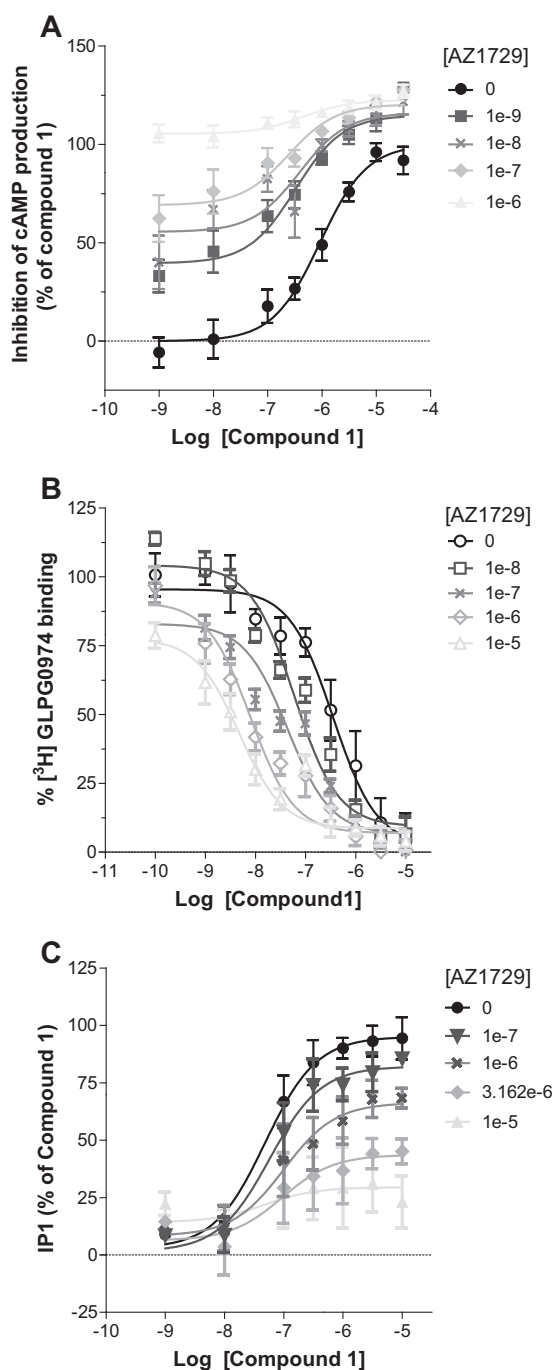 A
Inhibition of cAMP production
(% of compound 1)
150
100
50
0
-10
-9
-8
-7
-6
-5
-4
Log [Compound 1]
[AZ1729]
0
1e-9
1e-8
1e-7
1e-6
B
% [³H] GLPG0974 binding
125
100
75
50
25
0
-11
-10
-9
-8
-7
-6
-5
Log [Compound1]
[AZ1729]
0
1e-8
1e-7
1e-6
1e-5
C
IP1 (% of Compound 1)
125
100
75
50
25
0
-25
-10
-9
-8
-7
-6
-5
-4
Log [Compound 1]
[AZ1729]
0
1e-7
1e-6
3.162e-6
1e-5